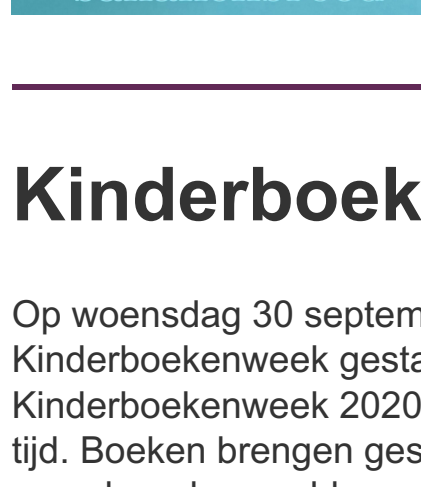 Kinderboek
Op woensdag 30 septem
Kinderboekenweek gesta
Kinderboekenweek 2020
tijd. Boeken brengen ges